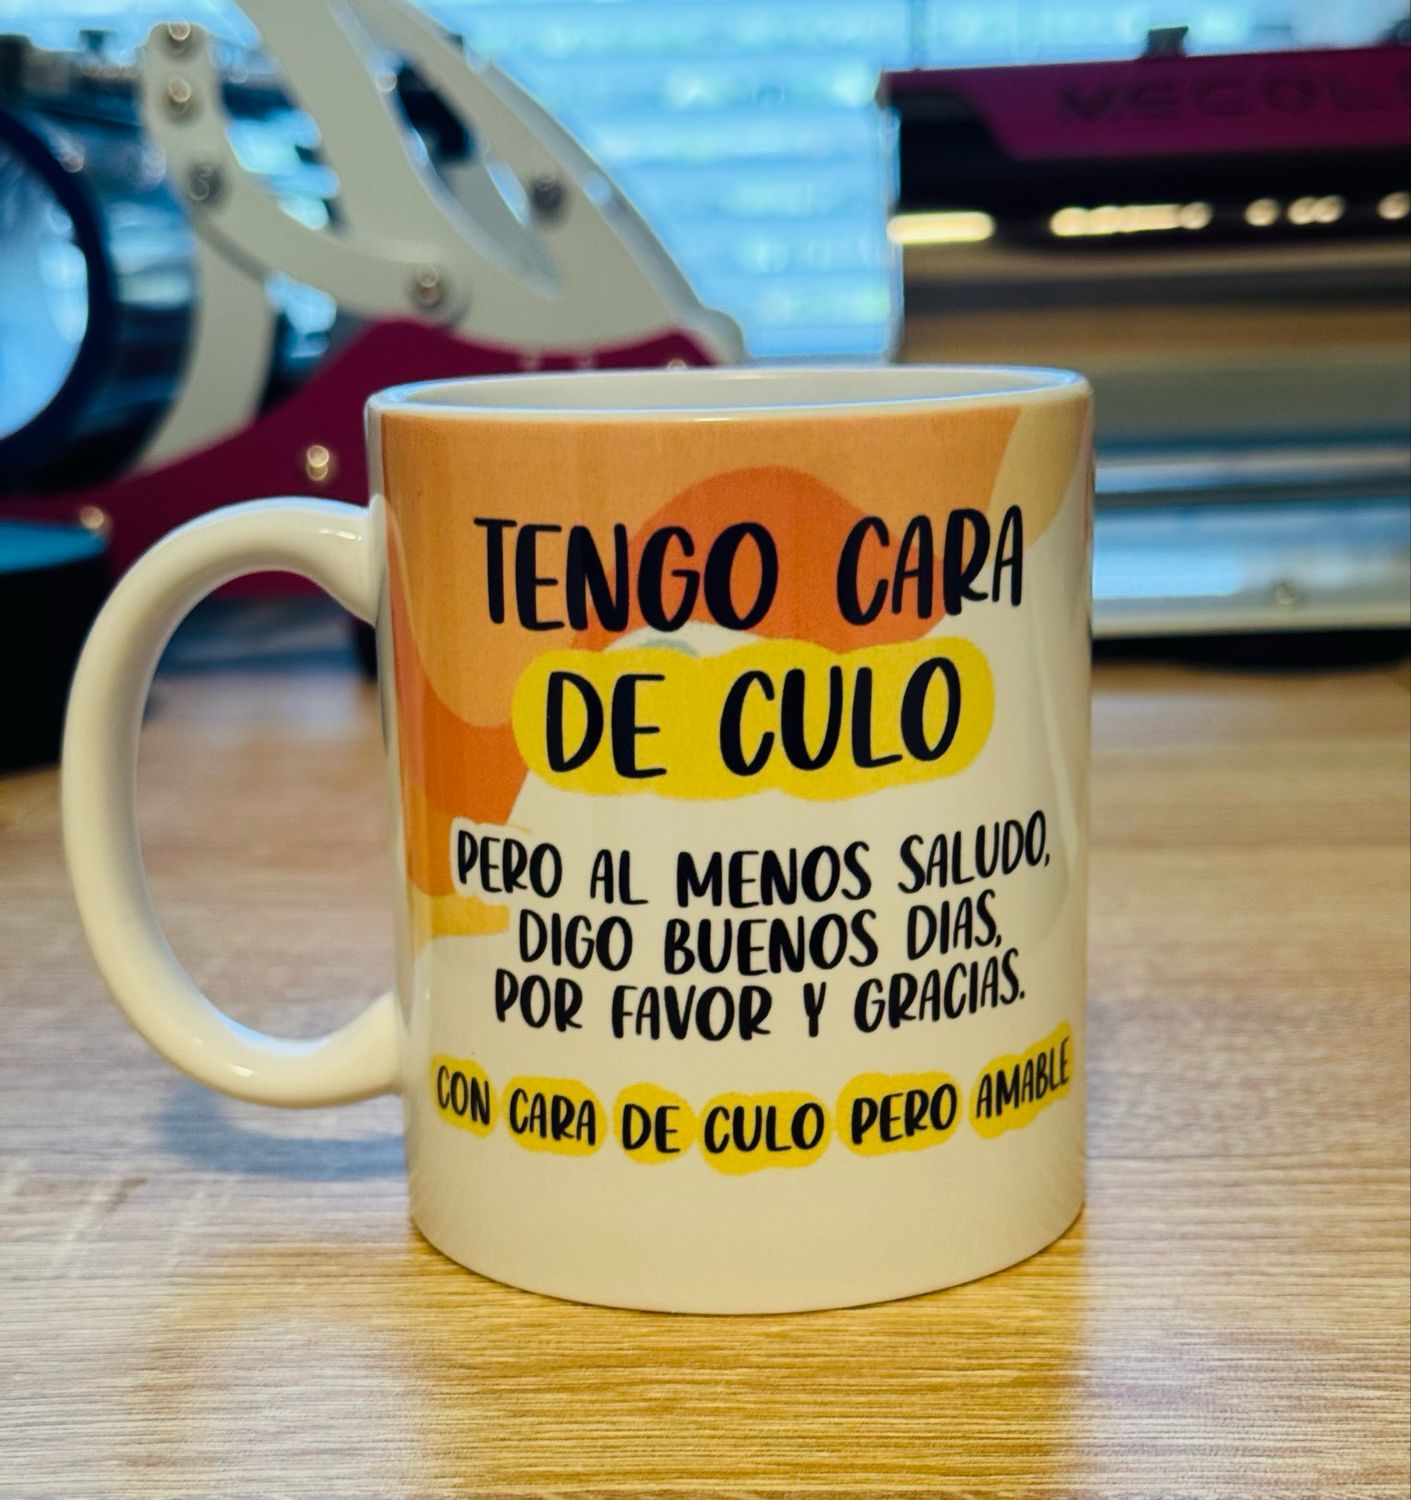 MECOL
TENGO CARA
DE CULO
PERO AL MENOS SALUDO,
DIGO BUENOS DIAS,
POR FAVOR Y GRACIAS.
CON CARA DE CULO PERO AMABLE